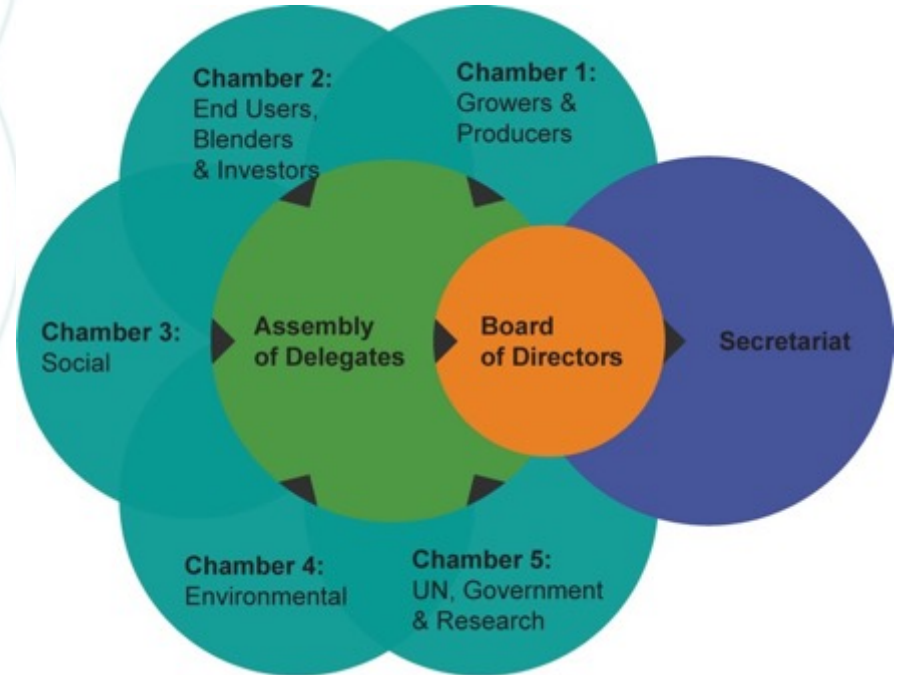 Chamber 2:
End Users,
Blenders
& Investors
Chamber 1:
Growers &
Producers
Chamber 3:
Social
Assembly
of Delegates
Board
of Directors
Secretariat
Chamber 4:
Environmental
Chamber 5:
UN, Government
& Research